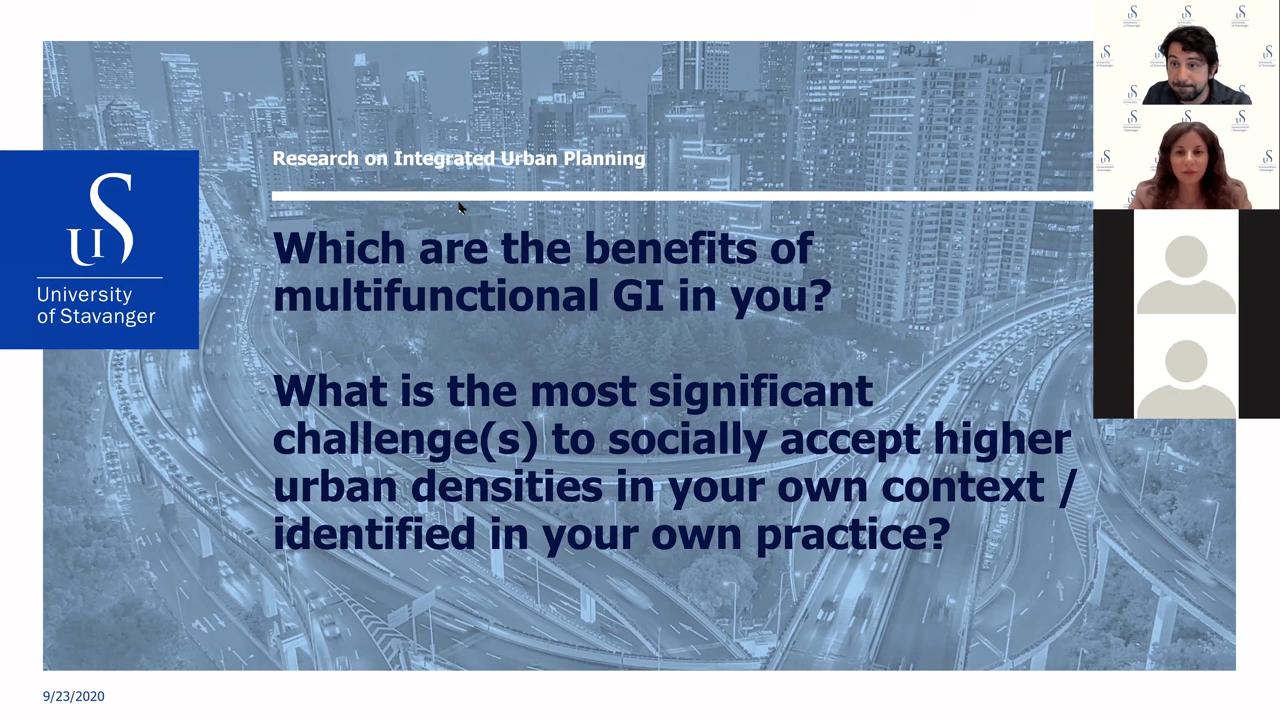 Research on Integrated Urban Planning
US
University
of Stavanger
Which are the benefits of
multifunctional GI in you?
What is the most significant
challenge(s) to socially accept higher
urban densities in your own context /
identified in your own practice?
9/23/2020